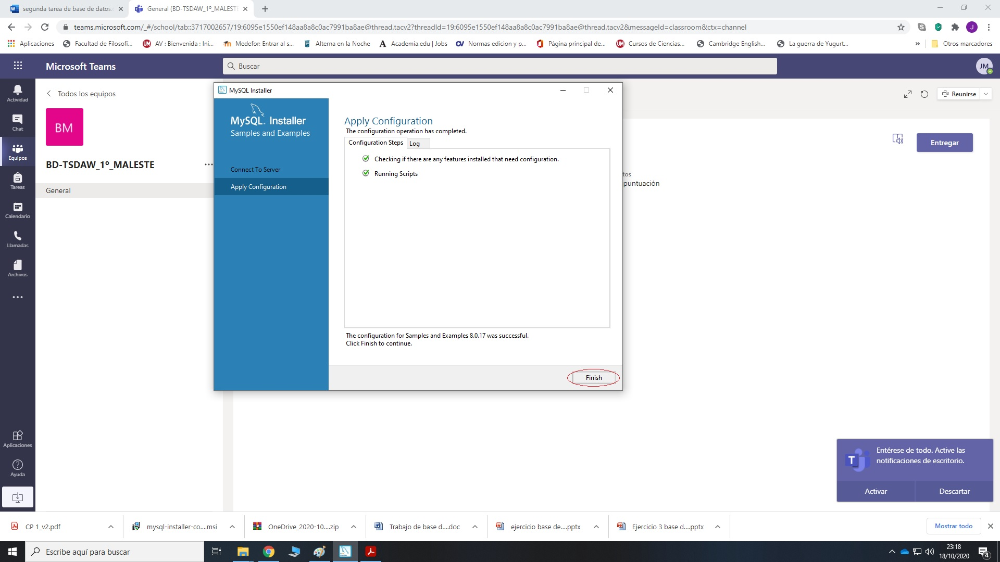 segunda tarea de base de datos.
General (BD-TSDAW_1º_MALESTE
teams.microsoft.com/_#/school/tab::3717002657/19:6095e1550ef148aa8a8c0ac7991ba8ae@thread.tacv2?threadId=19:6095e1550ef148aa8a8c0ac7991ba8ae@thread.tacv2&messageId=classroom&ctx=channel
J
Aplicaciones
Facultad de Filosofí...
AV : Bienvenida : Ini...
Medefor: Entrar al s...
Alterna en la Noche
Academia.edu | Jobs
Normas edicion y p...
Página principal de...
Cursos de Ciencias...
Cambridge English...
La guerra de Yugurt...
»
Otros marcadores
Microsoft Teams
Buscar
JM
Actividad
Chat
Equipos
Tareas
Calendario
Llamadas
Archivos
Aplicaciones
Ayuda
Todos los equipos
BM
BD-TSDAW_1º_MALESTE
General
MySQL Installer
MySQL. Installer
Samples and Examples
Connect To Server
Apply Configuration
Apply Configuration
The configuration operation has completed.
Configuration Steps
Log
Checking if there are any features installed that need configuration.
Running Scripts
The configuration for Samples and Examples 8.0.17 was successful.
Click Finish to continue.
Finish
Reunirse
Entregar
tos
puntuación
T
Entérese de todo. Active las
notificaciones de escritorio.
Activar
Descartar
CP 1_v2.pdf
mysql-installer-co....msi
OneDrive_2020-10....zip
Trabajo de base d....doc
ejercicio base de....pptx
Ejercicio 3 base d....pptx
Mostrar todo
Escribe aquí para buscar
23:18
18/10/2020
4